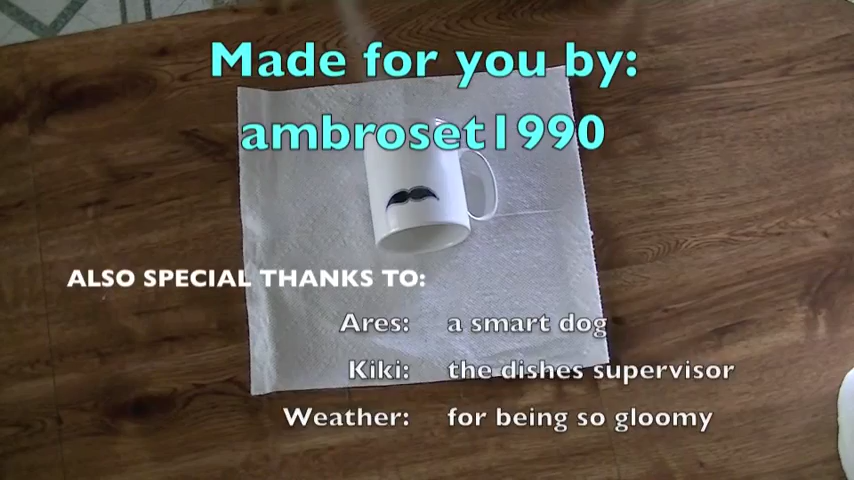 Made for you by:
ambroset1990
ALSO SPECIAL THANKS TO:
Ares: a smart dog
Kiki: the dishes supervisor
Weather: for being so gloomy